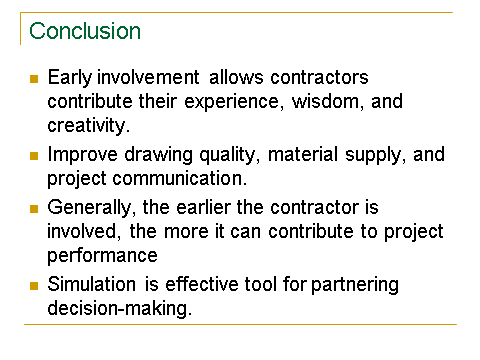 Conclusion
Early involvement allows contractors
contribute their experience, wisdom, and
creativity.
Improve drawing quality, material supply, and
project communication.
Generally, the earlier the contractor is
involved, the more it can contribute to project
performance
Simulation is effective tool for partnering
decision-making.